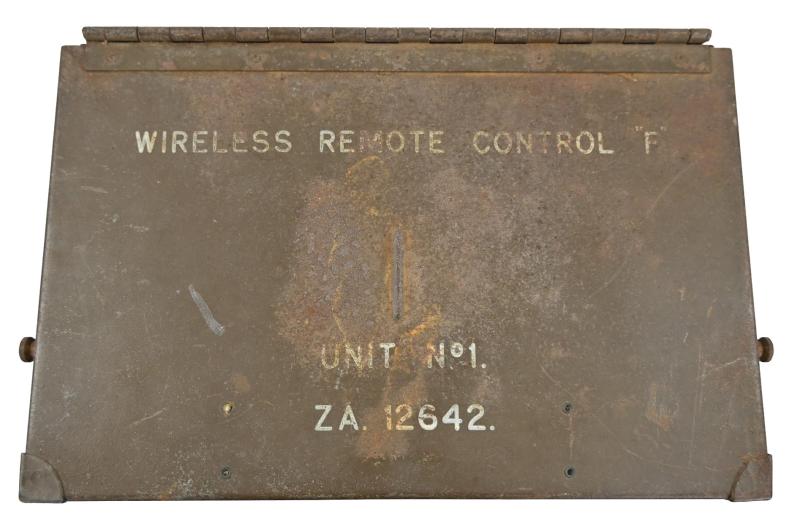 WIRELESS REMOTE CONTROL "F"
UNIT Nº1.
ZA. 12642.